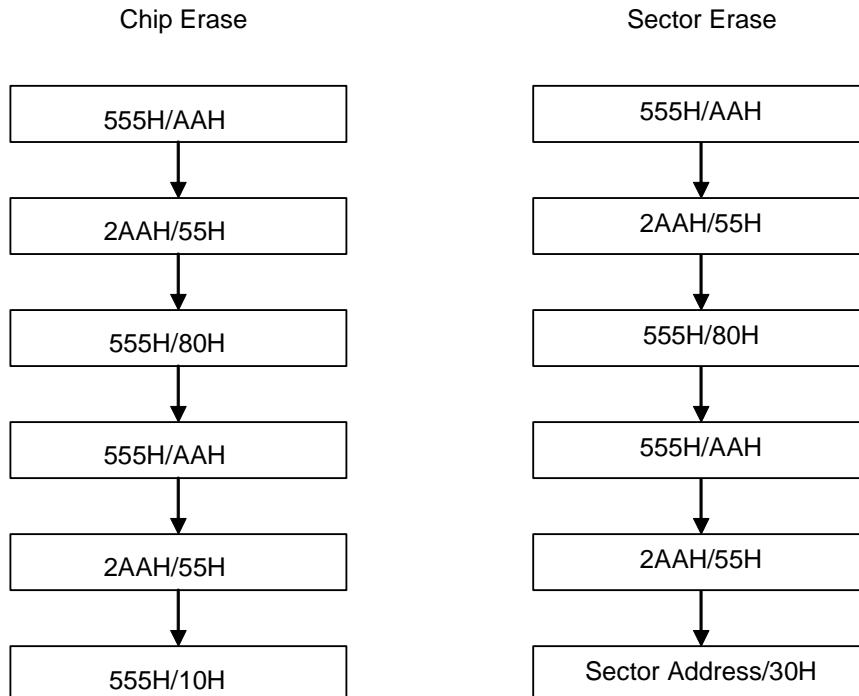 Chip Erase
555H/AAH
2AAH/55H
555H/80H
555H/AAH
2AAH/55H
555H/10H
Sector Erase
555H/AAH
2AAH/55H
555H/80H
555H/AAH
2AAH/55H
Sector Address/30H